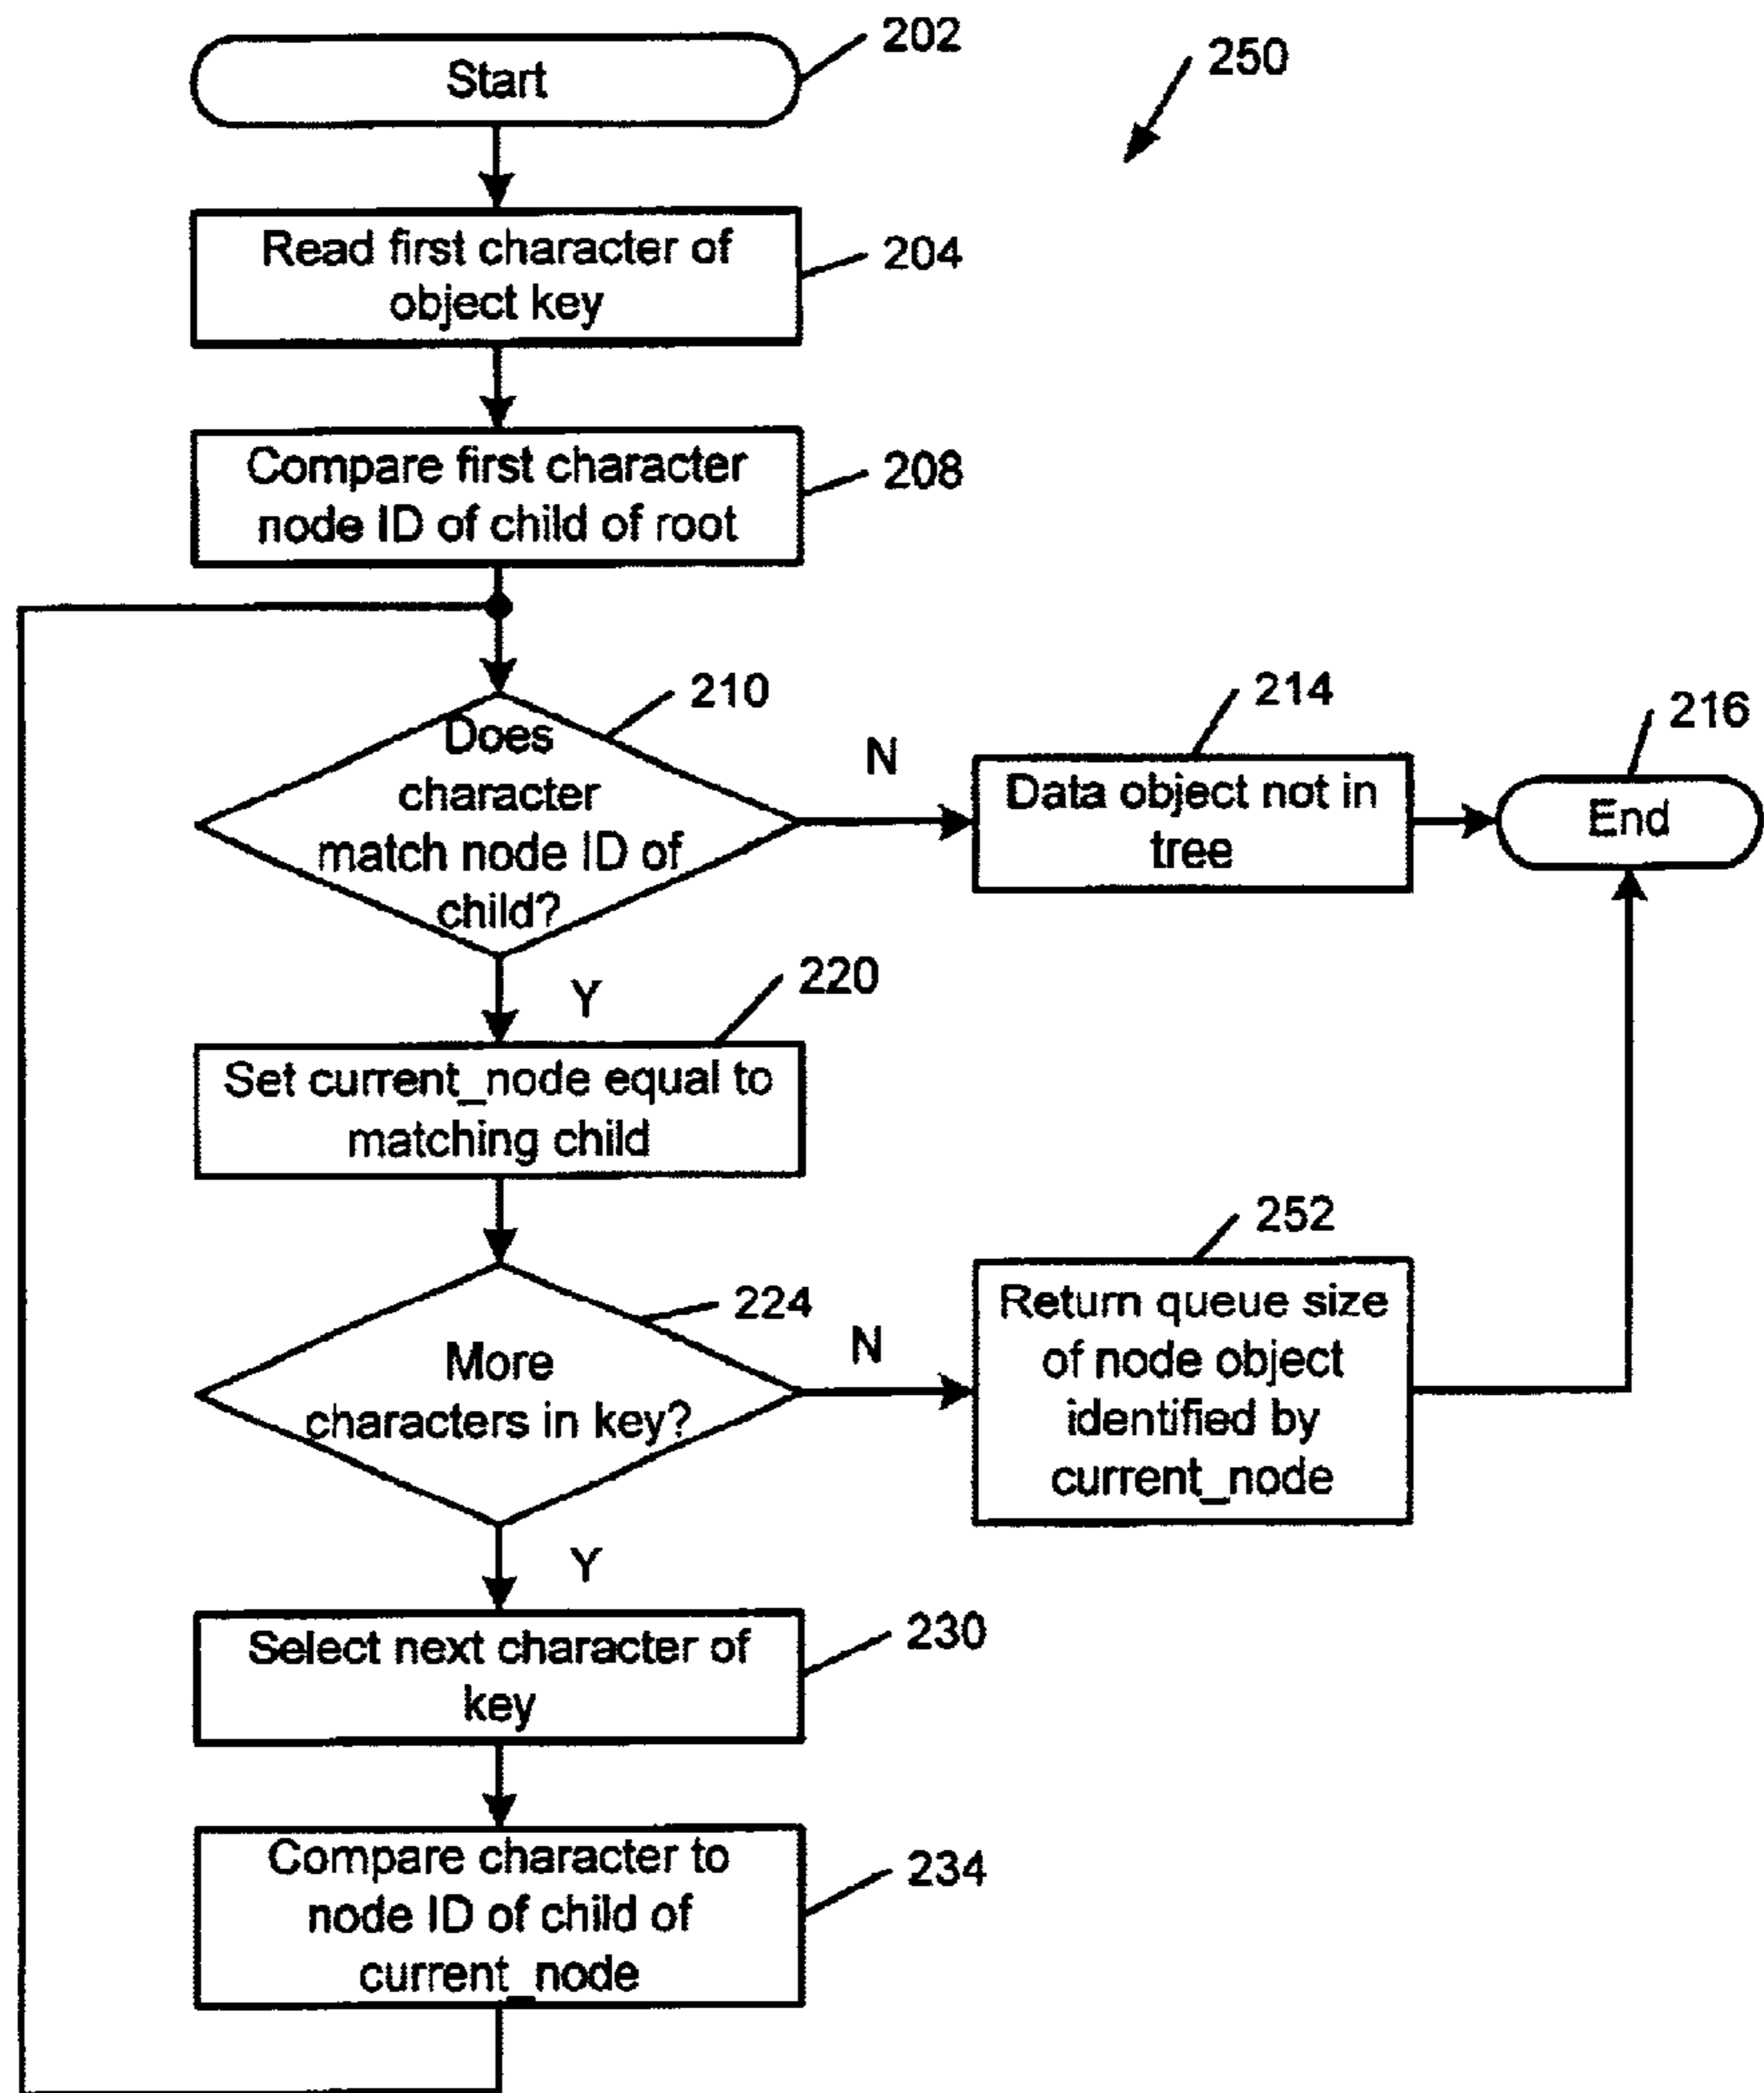 Start
202
250
Read first character of
object key
204
Compare first character
node ID of child of root
208
Does
character
match node ID of
child?
210
N
Data object not in
tree
214
End
216
Y
Set current_node equal to
matching child
220
More
characters in key?
224
N
Return queue size
of node object
identified by
current_node
252
Y
Select next character of
key
230
Compare character to
node ID of child of
current_node
234